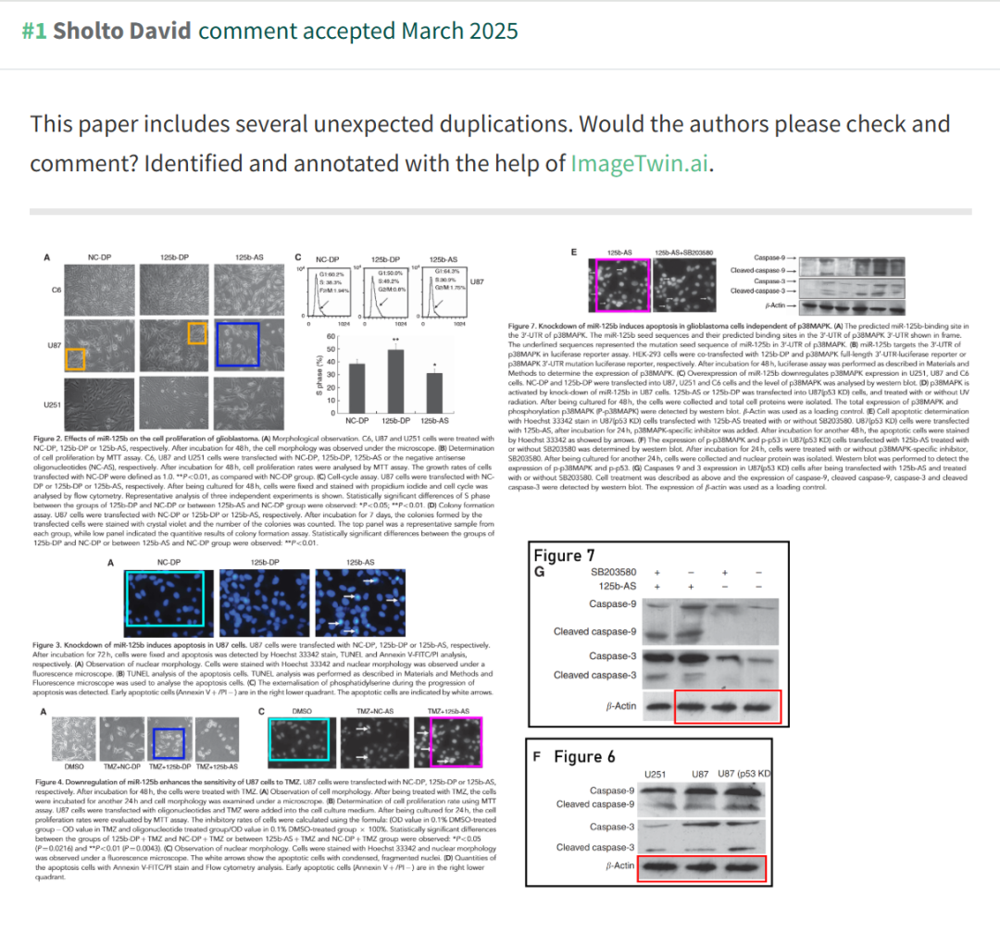 #1 Sholto David comment accepted March 2025
This paper includes several unexpected duplications. Would the authors please check and
comment? Identified and annotated with the help of ImageTwin.ai.
A NC-DP 125b-DP 125b-AS
C6
U87
U251
C NC-DP 125b-DP 125b-AS
G1:60.2%
S:38.3%
G1:50.0%
S:49.2%
G2/M:0.8%
G1:64.3%
S:30.9%
U87
0 1024 0 1024 0 1024
S phase (%)
60
50
40
30
20
10
0
**
*
NC-DP 125b-DP 125b-AS
Figure 2. Effects of miR-125b on the cell proliferation of glioblastoma. (A) Morphological observation. C6, U87 and U251 cells were treated with
NC-DP, 125b-DP or 125b-AS, respectively. After incubation for 48 h, the cell morphology was observed under the microscope. (B) Determination
of cell proliferation by MTT assay. C6, U87 and U251 cells were transfected with NC-DP, 125b-DP, 125b-AS or the negative antisense
oligonucleotides (NC-AS), respectively. After incubation for 48 h, cell proliferation rates were analysed by MTT assay. The growth rates of cells
transfected with NC-DP were defined as 1.0. **P<0.01, as compared with NC-DP group. (C) Cell-cycle assay. U87 cells were transfected with NC-
DP or 125b-DP or 125b-AS, respectively. After being cultured for 48 h, cells were fixed and stained with propidium iodide and cell cycle was
analysed by flow cytometry. Representative analysis of three independent experiments is shown. Statistically significant differences of S phase
between the groups of 125b-DP and NC-DP or between 125b-AS and NC-DP group were observed: *P<0.05; **P<0.01. (D) Colony formation
assay. U87 cells were transfected with NC-DP or 125b-DP or 125b-AS, respectively. After incubation for 7 days, the colonies formed by the
transfected cells were stained with crystal violet and the number of the colonies was counted. The top panel was a representative sample from
each group, while low panel indicated the quantitive results of colony formation assay. Statistically significant differences between the groups of
125b-DP and NC-DP or between 125b-AS and NC-DP group were observed: **P<0.01.
A NC-DP 125b-DP 125b-AS
Figure 3. Knockdown of miR-125b induces apoptosis in U87 cells. U87 cells were transfected with NC-DP, 125b-DP or 125b-AS, respectively.
After incubation for 72 h, cells were fixed and apoptosis was detected by Hoechst 33342 stain, TUNEL and Annexin V-FITC/PI analysis,
respectively. (A) Observation of nuclear morphology. Cells were stained with Hoechst 33342 and nuclear morphology was observed under a
fluorescence microscope. (B) TUNEL analysis of the apoptosis cells. TUNEL analysis was performed as described in Materials and Methods and
Fluorescence microscope was used to analyse the apoptosis cells. (C) The externalisation of phosphatidylserine during the progression of
apoptosis was detected. Early apoptotic cells (Annexin V + /PI −) are in the right lower quadrant. The apoptotic cells are indicated by white arrows.
A
DMSO TMZ+NC-DP TMZ+125b-DP TMZ+125b-AS
C DMSO TMZ+NC-AS TMZ+125b-AS
Figure 4. Downregulation of miR-125b enhances the sensitivity of U87 cells to TMZ. U87 cells were transfected with NC-DP, 125b-DP or 125b-AS,
respectively. After incubation for 48 h, the cells were treated with TMZ. (A) Observation of cell morphology. After being treated with TMZ, the cells
were incubated for another 24 h and cell morphology was examined under a microscope. (B) Determination of cell proliferation rate using MTT
assay. U87 cells were transfected with oligonucleotides and TMZ were added into the cell culture medium. After being cultured for 24 h, the cell
proliferation rates were evaluated by MTT assay. The inhibitory rates of cells were calculated using the formula: (OD value in 0.1% DMSO-treated
group − OD value in TMZ and oligonucleotide treated group/OD value in 0.1% DMSO-treated group × 100%. Statistically significant differences
between the groups of 125b-DP + TMZ and NC-DP + TMZ or between 125b-AS + TMZ and NC-DP + TMZ group were observed: *P<0.05
(P=0.0216) and **P<0.01 (P=0.0043). (C) Observation of nuclear morphology. Cells were stained with Hoechst 33342 and nuclear morphology
was observed under a fluorescence microscope. The white arrows show the apoptotic cells with condensed, fragmented nuclei. (D) Quantities of
the apoptosis cells with Annexin V-FITC/PI stain and Flow cytometry analysis. Early apoptotic cells (Annexin V + /PI −) are in the right lower
quadrant.
E 125b-AS 125b-AS+SB203580
Caspase-9
Cleaved caspase-9
Caspase-3
Cleaved caspase-3
β-Actin
Figure 7. Knockdown of miR-125b induces apoptosis in glioblastoma cells independent of p38MAPK. (A) The predicted miR-125b-binding site in
the 3′-UTR of p38MAPK. The miR-125b seed sequences and their predicted binding sites in the 3′-UTR of p38MAPK 3′-UTR shown in frame.
The underlined sequences represented the mutation seed sequence of miR-125b in 3′-UTR of p38MAPK. (B) miR-125b targets the 3′-UTR of
p38MAPK in luciferase reporter assay. HEK-293 cells were co-transfected with 125b-DP and p38MAPK full-length 3′-UTR-luciferase reporter or
p38MAPK 3′-UTR mutation luciferase reporter, respectively. After incubation for 48 h, luciferase assay was performed as described in Materials and
Methods to determine the expression of p38MAPK. (C) Overexpression of miR-125b downregulates p38MAPK expression in U251, U87 and C6
cells. NC-DP and 125b-DP were transfected into U87, U251 and C6 cells and the level of p38MAPK was analysed by western blot. (D) p38MAPK is
activated by knock-down of miR-125b in U87 cells. 125b-AS or 125b-DP was transfected into U87(p53 KD) cells, and treated with or without UV
radiation. After being cultured for 48 h, the cells were collected and total cell proteins were isolated. The total expression of p38MAPK and
phosphorylation p38MAPK (P-p38MAPK) were detected by western blot. β-Actin was used as a loading control. (E) Cell apoptotic determination
with Hoechst 33342 stain in U87(p53 KD) cells transfected with 125b-AS treated with or without SB203580. U87(p53 KD) cells were transfected
with 125b-AS, after incubation for 24 h, p38MAPK-specific inhibitor was added. After incubation for another 48 h, the apoptotic cells were stained
by Hoechst 33342 as showed by arrows. (F) The expression of p-p38MAPK and p-p53 in U87(p53 KD) cells transfected with 125b-AS treated with
or without SB203580 was determined by western blot. After incubation for 24 h, cells were treated with or without p38MAPK-specific inhibitor,
SB203580. After being cultured for another 24 h, cells were collected and nuclear protein was isolated. Western blot was performed to detect the
expression of p-p38MAPK and p-p53. (G) Caspases 9 and 3 expression in U87(p53 KD) cells after being transfected with 125b-AS and treated
with or without SB203580. Cell treatment was described as above and the expression of caspase-9, cleaved caspase-9, caspase-3 and cleaved
caspase-3 were detected by western blot. The expression of β-actin was used as a loading control.
Figure 7
G SB203580 + − + −
125b-AS + + − −
Caspase-9
Cleaved caspase-9
Caspase-3
Cleaved caspase-3
β-Actin
F Figure 6
U251 U87 U87 (p53 KD
Caspase-9
Cleaved caspase-9
Caspase-3
Cleaved caspase-3
β-Actin